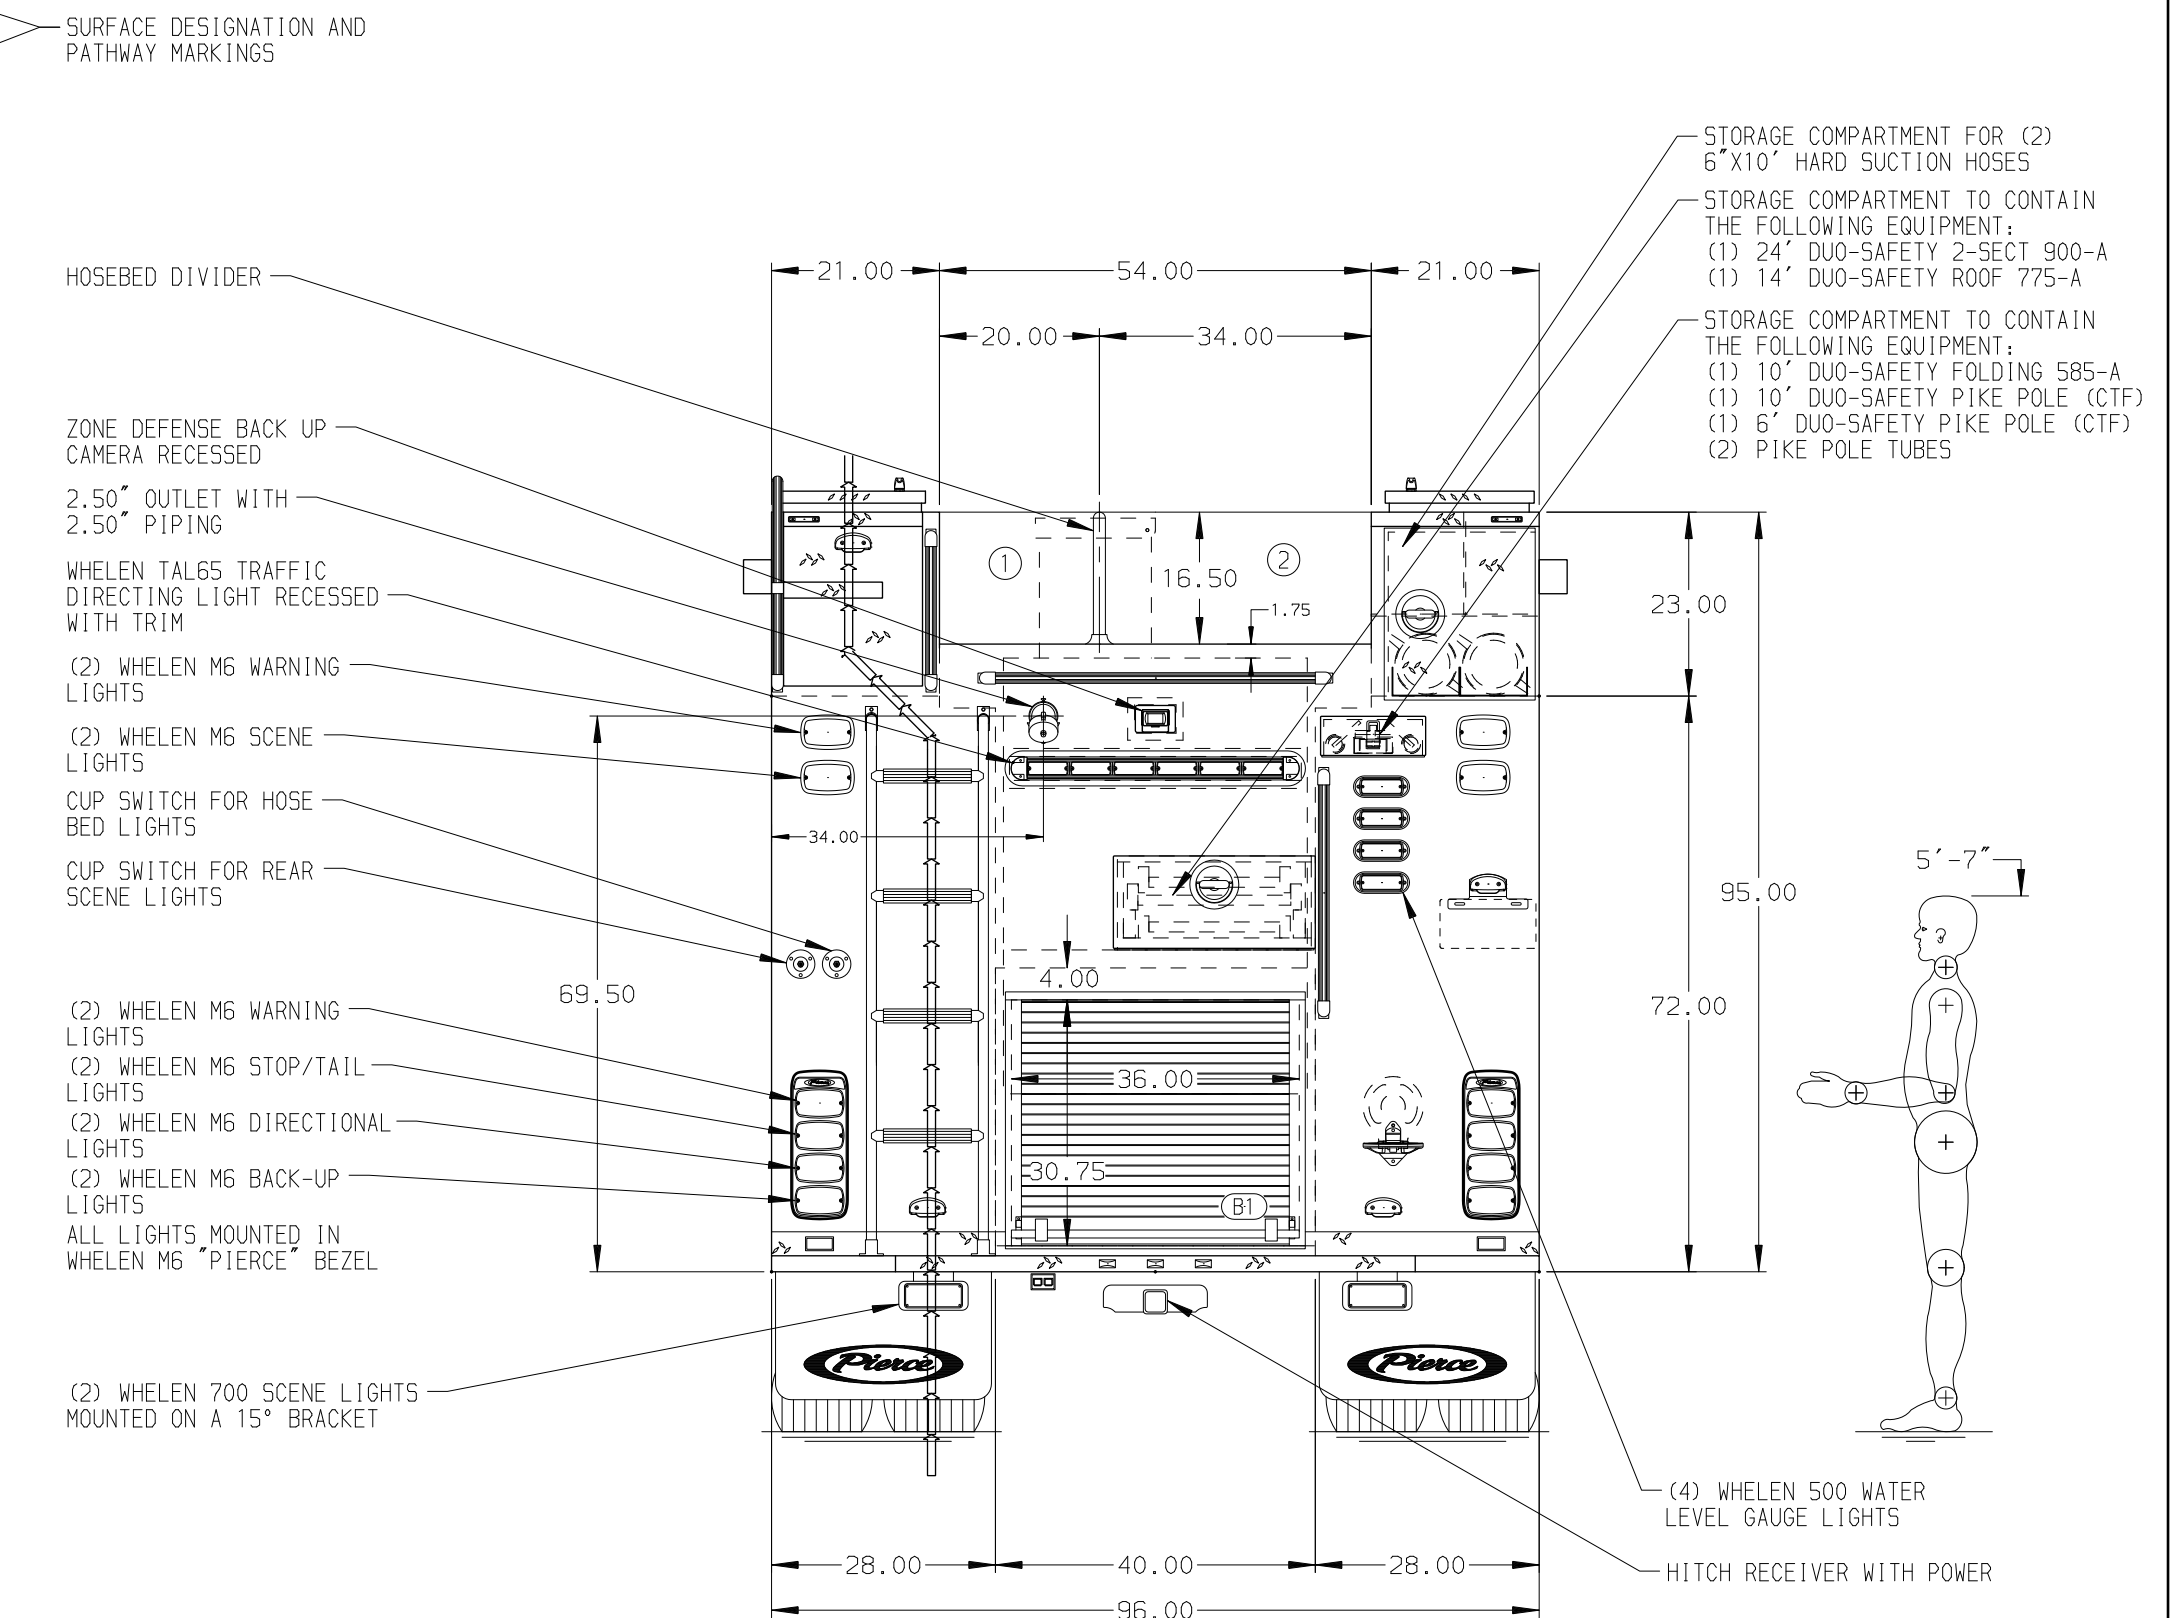 SURFACE DESIGNATION AND
PATHWAY MARKINGS
HOSEBED DIVIDER
ZONE DEFENSE BACK UP
CAMERA RECESSED
2.50" OUTLET WITH
2.50" PIPING
WHELEN TAL65 TRAFFIC
DIRECTING LIGHT RECESSED
WITH TRIM
(2) WHELEN M6 WARNING
LIGHTS
(2) WHELEN M6 SCENE
LIGHTS
CUP SWITCH FOR HOSE
BED LIGHTS
CUP SWITCH FOR REAR
SCENE LIGHTS
(2) WHELEN M6 WARNING
LIGHTS
(2) WHELEN M6 STOP/TAIL
LIGHTS
(2) WHELEN M6 DIRECTIONAL
LIGHTS
(2) WHELEN M6 BACK-UP
LIGHTS
ALL LIGHTS MOUNTED IN
WHELEN M6 "PIERCE" BEZEL
(2) WHELEN 700 SCENE LIGHTS
MOUNTED ON A 15° BRACKET
21.00
54.00
21.00
20.00
34.00
1
2
16.50
1.75
23.00
34.00
95.00
69.50
4.00
72.00
36.00
30.75
B1
Pierce
Pierce
Pierce
Pierce
28.00
40.00
28.00
96.00
STORAGE COMPARTMENT FOR (2)
6"X10' HARD SUCTION HOSES
STORAGE COMPARTMENT TO CONTAIN
THE FOLLOWING EQUIPMENT:
(1) 24' DUO-SAFETY 2-SECT 900-A
(1) 14' DUO-SAFETY ROOF 775-A
STORAGE COMPARTMENT TO CONTAIN
THE FOLLOWING EQUIPMENT:
(1) 10' DUO-SAFETY FOLDING 585-A
(1) 10' DUO-SAFETY PIKE POLE (CTF)
(1) 6' DUO-SAFETY PIKE POLE (CTF)
(2) PIKE POLE TUBES
5'-7"
(4) WHELEN 500 WATER
LEVEL GAUGE LIGHTS
HITCH RECEIVER WITH POWER